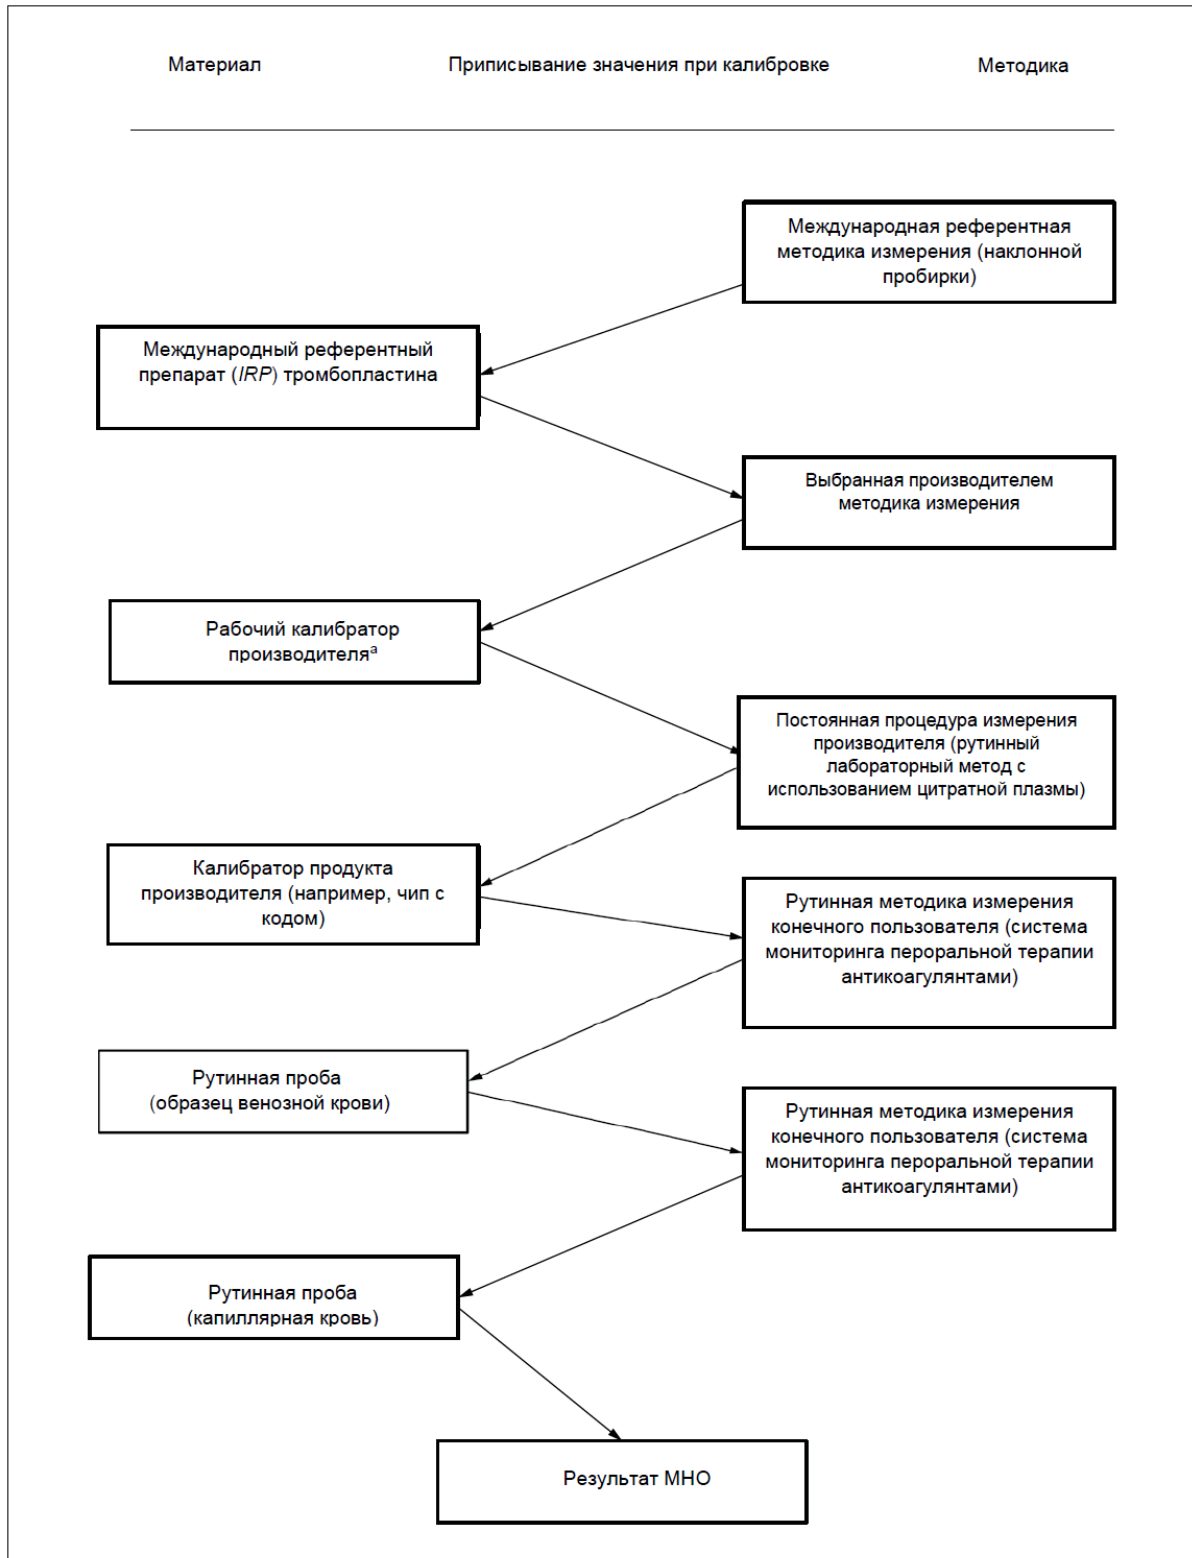 Материал
Приписывание значения при калибровке
Методика
Международная референтная
методика измерения (наклонной
пробирки)
Международный референтный
препарат (IRP) тромбопластина
Выбранная производителем
методика измерения
Рабочий калибратор
производителяª
Постоянная процедура измерения
производителя (рутинный
лабораторный метод с
использованием цитратной плазмы)
Калибратор продукта
производителя (например, чип с
кодом)
Рутинная методика измерения
конечного пользователя (система
мониторинга пероральной терапии
антикоагулянтами)
Рутинная проба
(образец венозной крови)
Рутинная методика измерения
конечного пользователя (система
мониторинга пероральной терапии
антикоагулянтами)
Рутинная проба
(капиллярная кровь)
Результат МНО